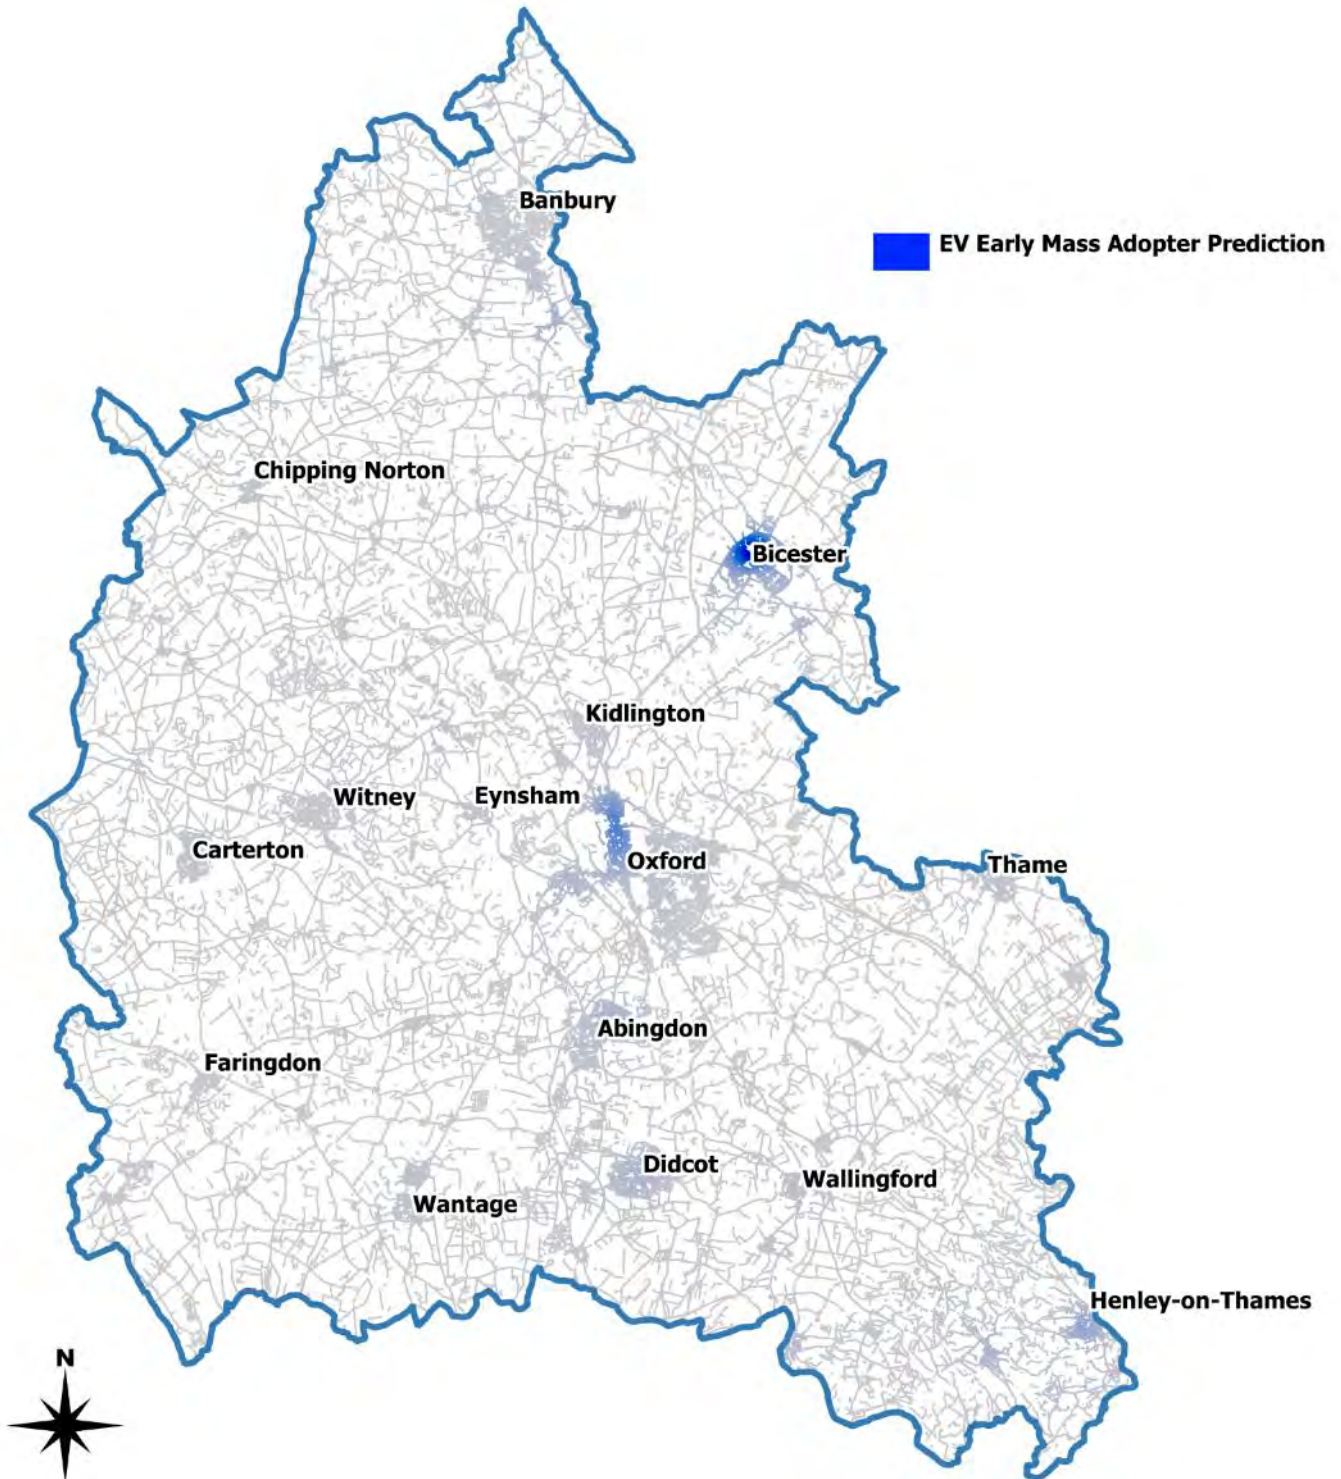 Banbury
EV Early Mass Adopter Prediction
Chipping Norton
Bicester
Kidlington
Witney
Eynsham
Carterton
Oxford
Thame
Abingdon
Faringdon
Didcot
Wallingford
Wantage
Henley-on-Thames
N